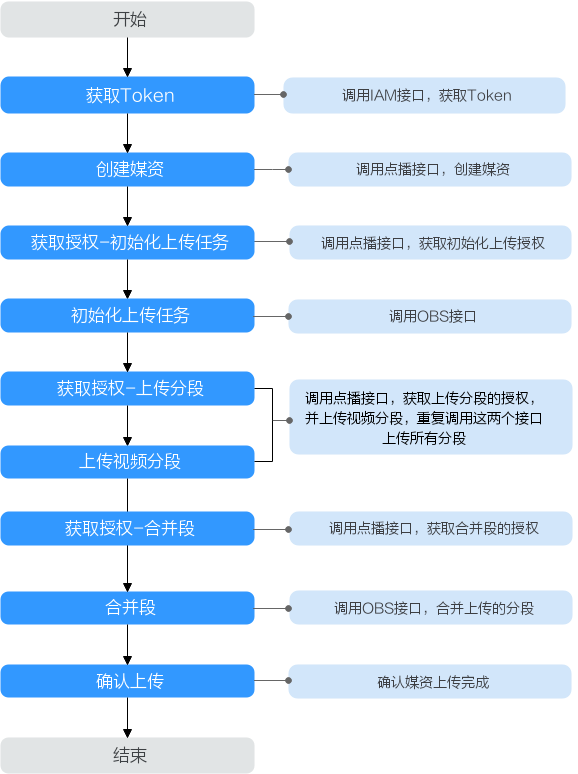 开始
获取Token
调用IAM接口，获取Token
创建媒资
调用点播接口，创建媒资
获取授权-初始化上传任务
调用点播接口，获取初始化上传授权
初始化上传任务
调用OBS接口
获取授权-上传分段
调用点播接口，获取上传分段的授权，
并上传视频分段，重复调用这两个接口
上传所有分段
上传视频分段
获取授权-合并段
调用点播接口，获取合并段的授权
合并段
调用OBS接口，合并上传的分段
确认上传
确认媒资上传完成
结束